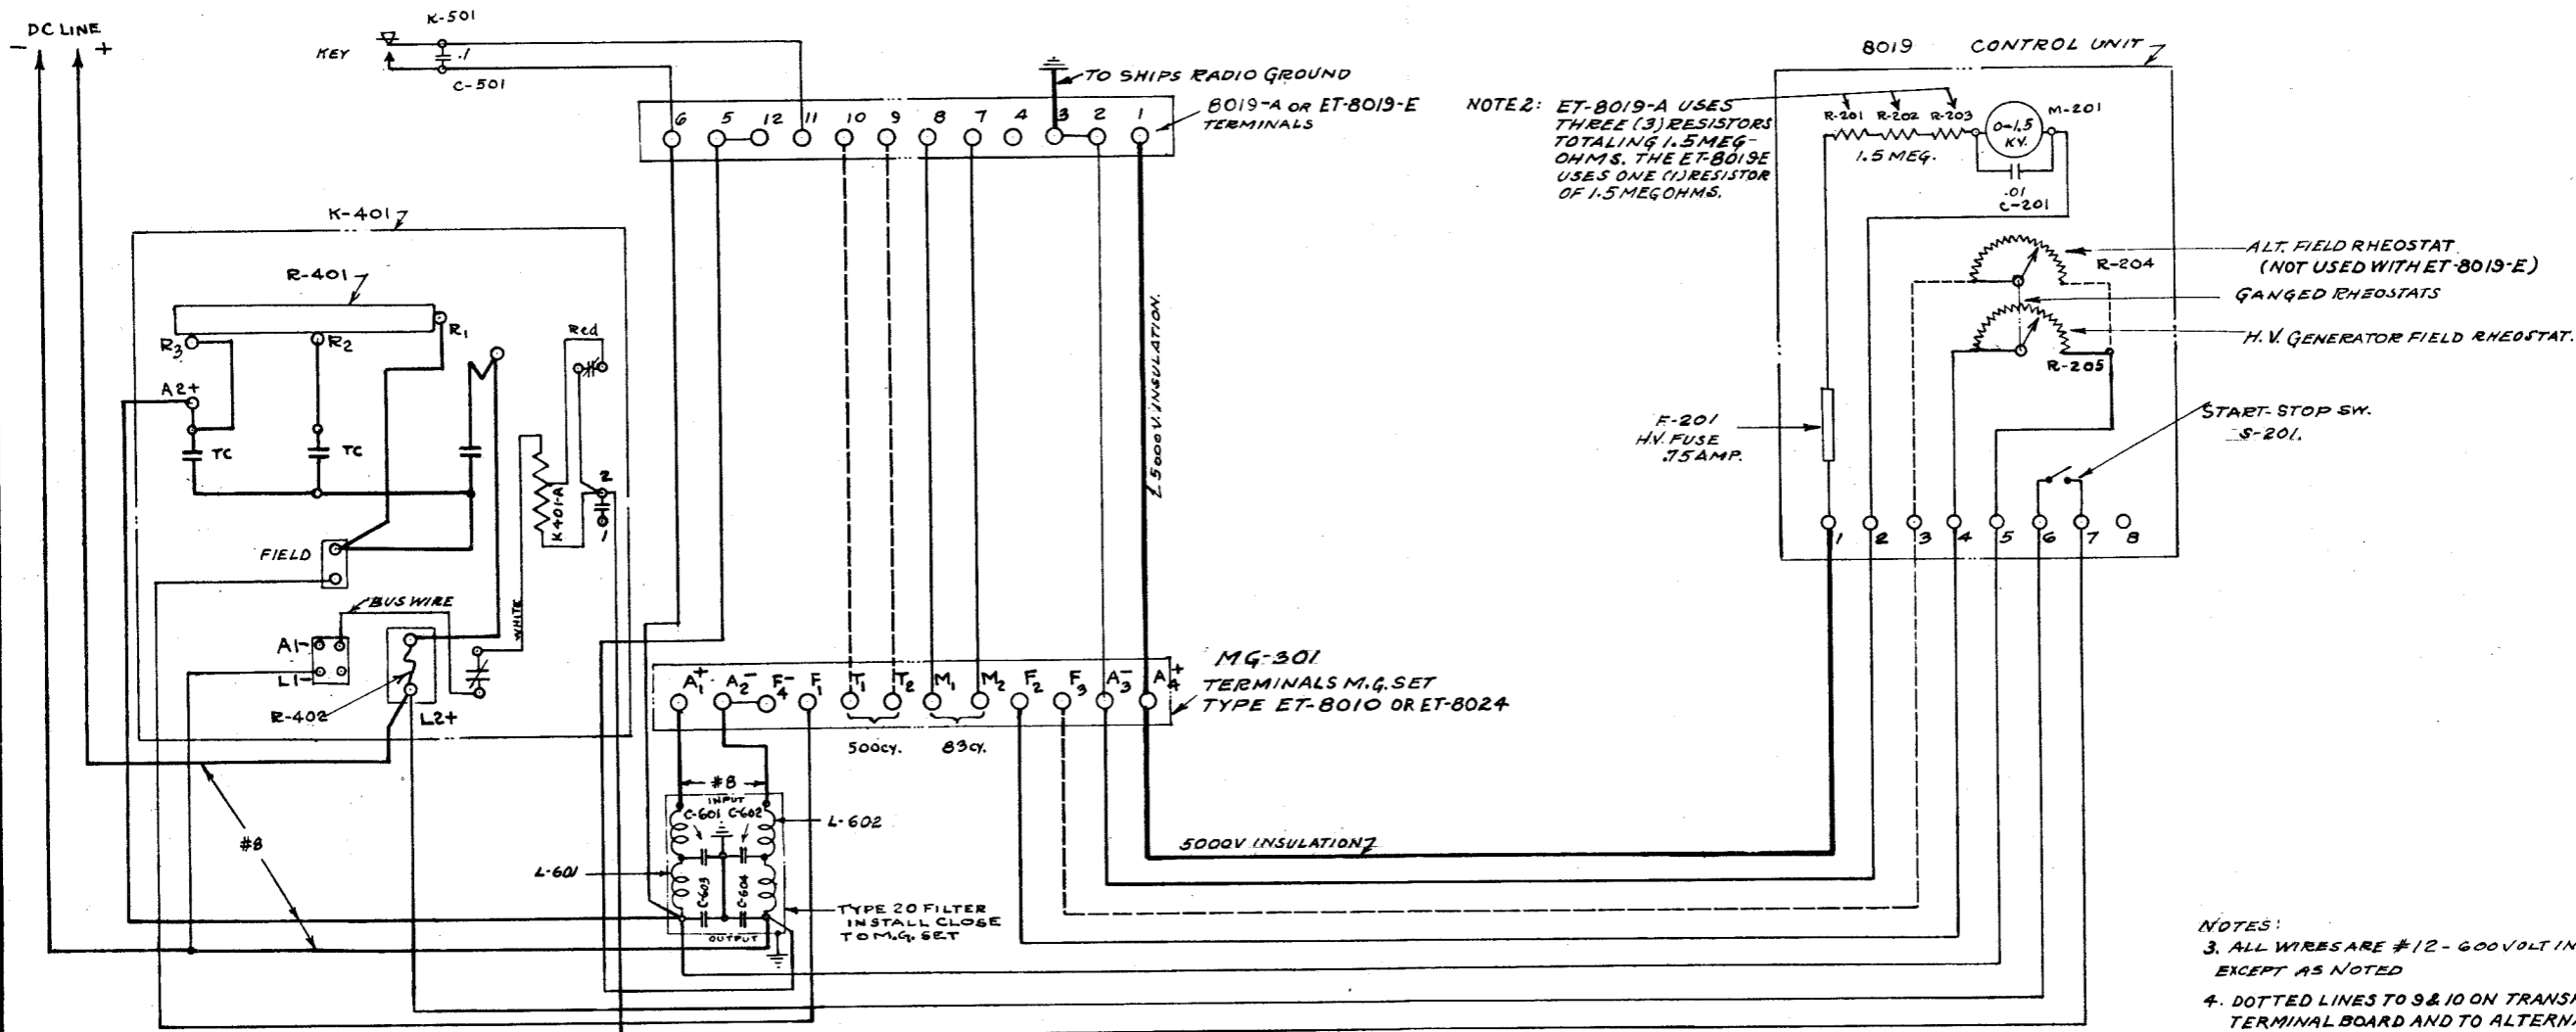 DC LINE
- +
K-501
KEY
.1
C-501
TO SHIPS RADIO GROUND
8019-A OR ET-8019-E
TERMINALS
6 5 12 11 10 9 8 7 4 3 2 1
NOTE 2: ET-8019-A USES
THREE (3) RESISTORS
TOTALING 1.5 MEG-
OHMS. THE ET-8019E
USES ONE (1) RESISTOR
OF 1.5 MEGOHMS.
8019 CONTROL UNIT
R-201 R-202 R-203
M-201
0-1.5
KV.
1.5 MEG.
.01
C-201
ALT. FIELD RHEOSTAT
(NOT USED WITH ET-8019-E)
R-204
GANGED RHEOSTATS
H.V. GENERATOR FIELD RHEOSTAT.
R-205
F-201
H.V. FUSE
.75 AMP.
START-STOP SW.
S-201.
1 2 3 4 5 6 7 8
K-401
R-401
R3 R2 R1
Red
A2+
TC TC
K401-A
2
1
FIELD
BUS WIRE
WHITE
A1-
L1-
R-402
L2+
5000V. INSULATION.
MG-301
TERMINALS M.G. SET
TYPE ET-8010 OR ET-8024
A1+ A2- F4- F1 T1 T2 M1 M2 F2 F3 A3- A4+
500CY. 83CY.
#8
INPUT
C-601 C-602
L-602
L-601
C-603 C-604
OUTPUT
TYPE 20 FILTER
INSTALL CLOSE
TO M.G. SET
#8
5000V INSULATION
NOTES:
3. ALL WIRES ARE #12 - 600 VOLT IN
EXCEPT AS NOTED
4. DOTTED LINES TO 9 & 10 ON TRANS
TERMINAL BOARD AND TO ALTERNA